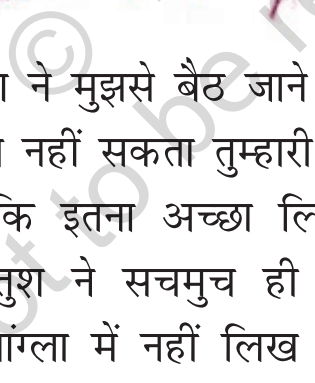 ने मुझसे बैठ जाने
नहीं सकता तुम्हारी
कि इतना अच्छा
ने सचमुच ही
में नहीं लिख